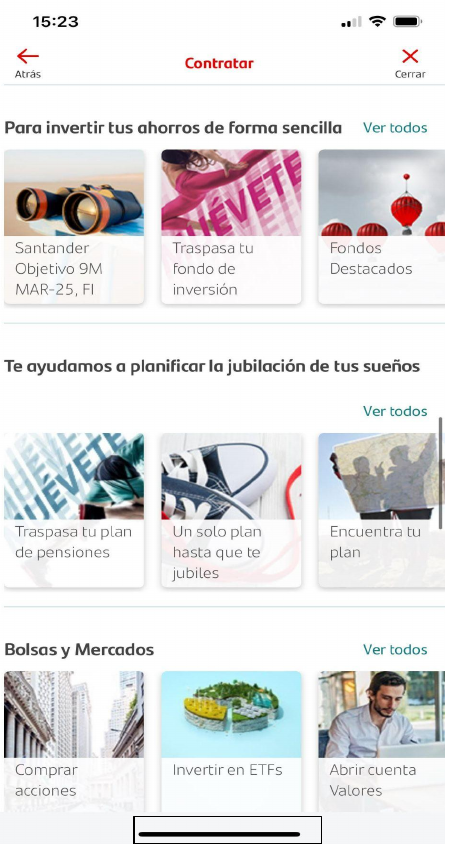 15:23
Atrás
Contratar
Cerrar
Para invertir tus ahorros de forma sencilla
Ver todos
Santander
Objetivo 9M
MAR-25, FI
MUÉVETE
Traspasa tu
fondo de
inversión
Fondos
Destacados
Te ayudamos a planificar la jubilación de tus sueños
Ver todos
MUÉVETE
Traspasa tu plan
de pensiones
Un solo plan
hasta que te
jubiles
Encuentra tu
plan
Bolsas y Mercados
Ver todos
Comprar
acciones
Invertir en ETFs
Abrir cuenta
Valores